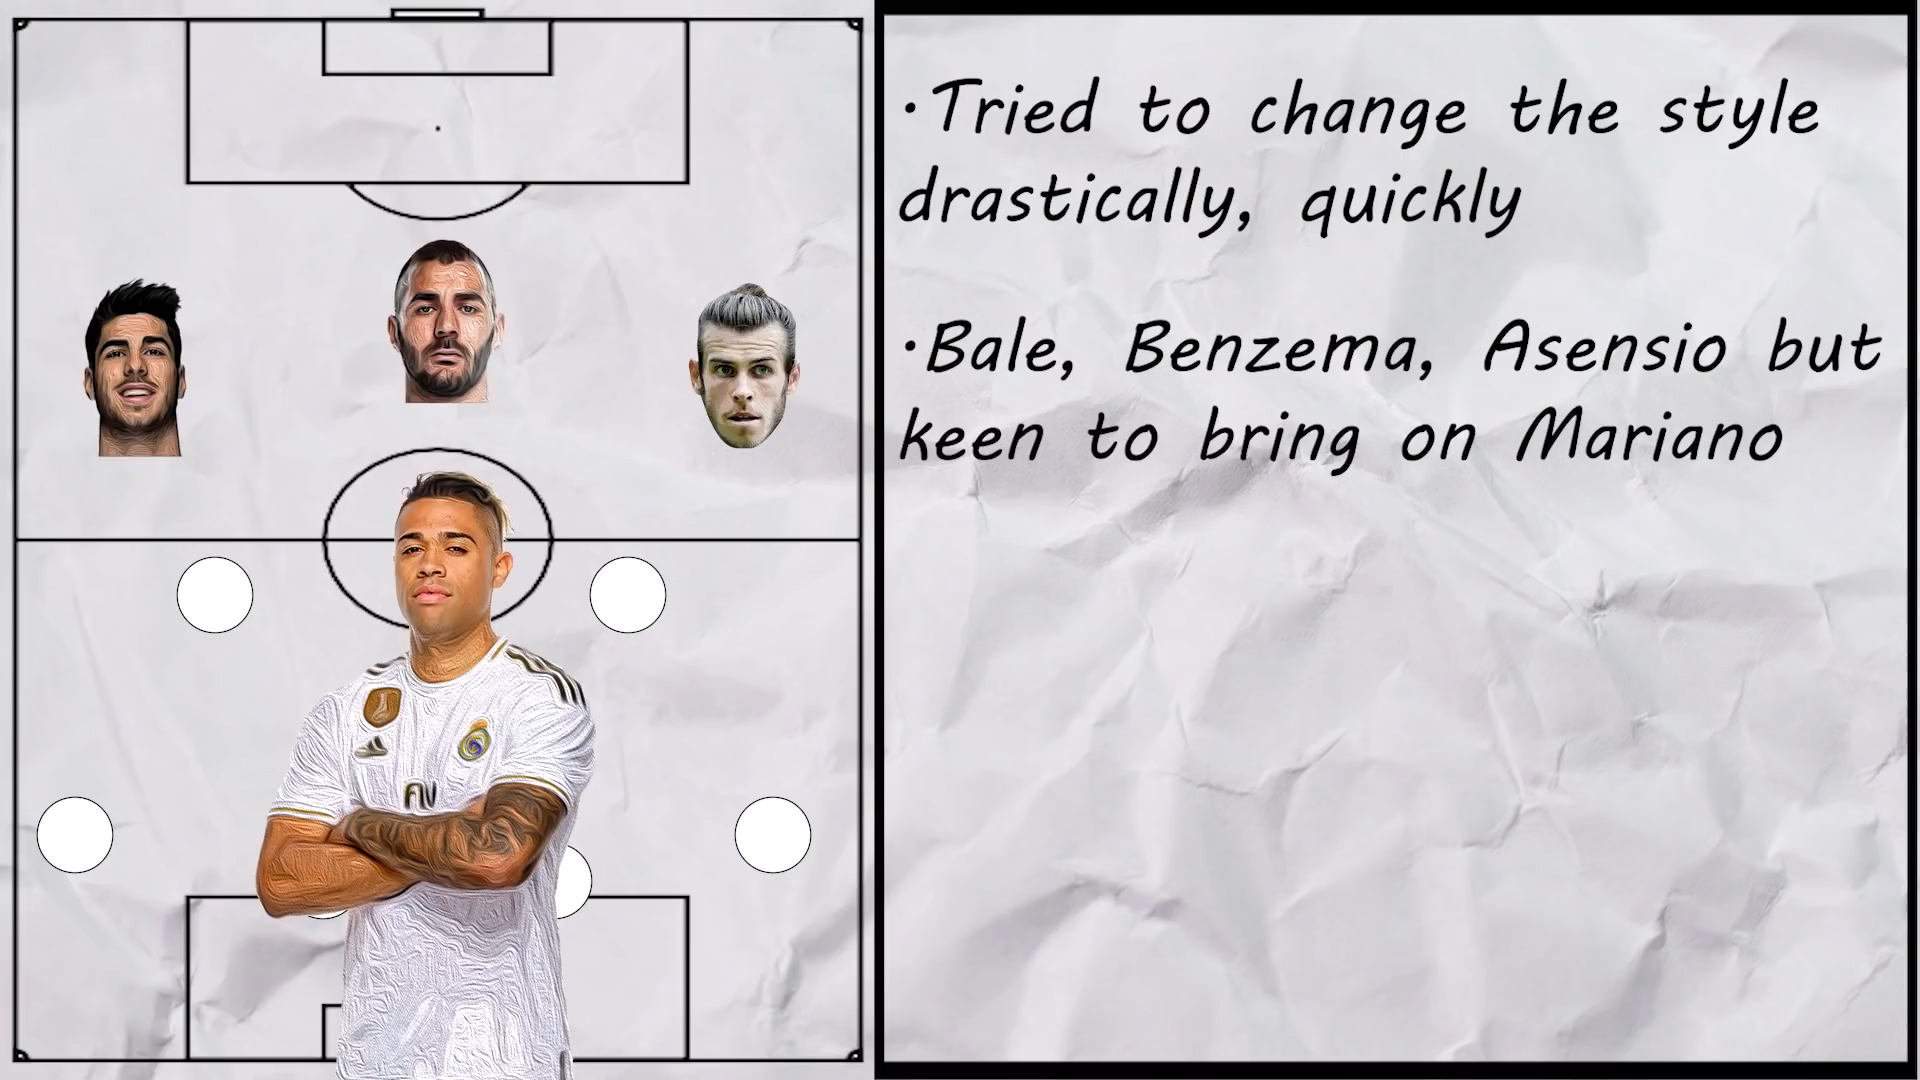 ·Tried to change the style
drastically, quickly
·Bale, Benzema, Asensio but
keen to bring on Mariano